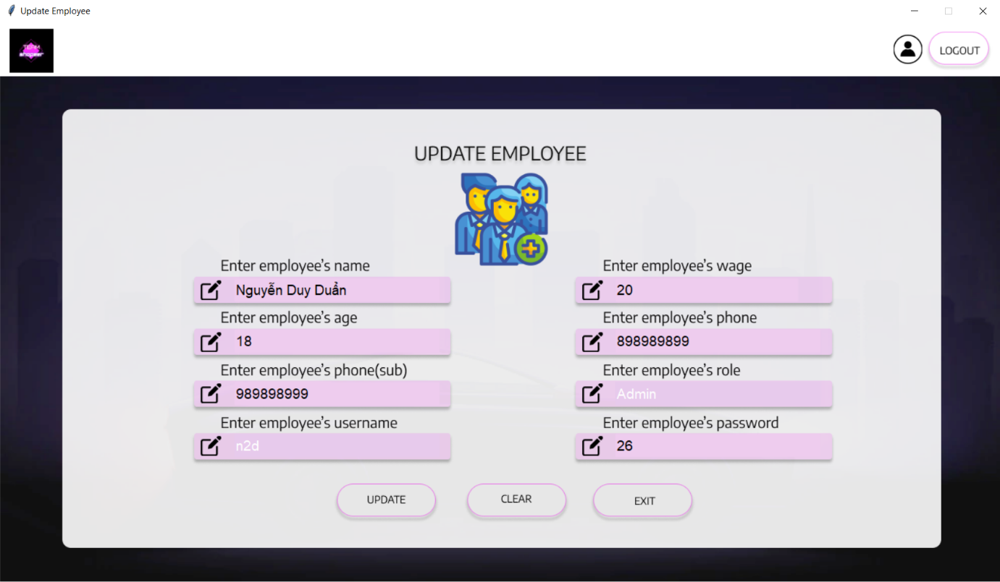 Update Employee
TEAM
shopeer
LOGOUT
UPDATE EMPLOYEE
Enter employee’s name
Enter employee’s wage
Nguyễn Duy Duẩn
20
Enter employee’s age
Enter employee’s phone
18
898989899
Enter employee’s phone(sub)
Enter employee’s role
989898999
Admin
Enter employee’s username
Enter employee’s password
n2d
26
UPDATE
CLEAR
EXIT